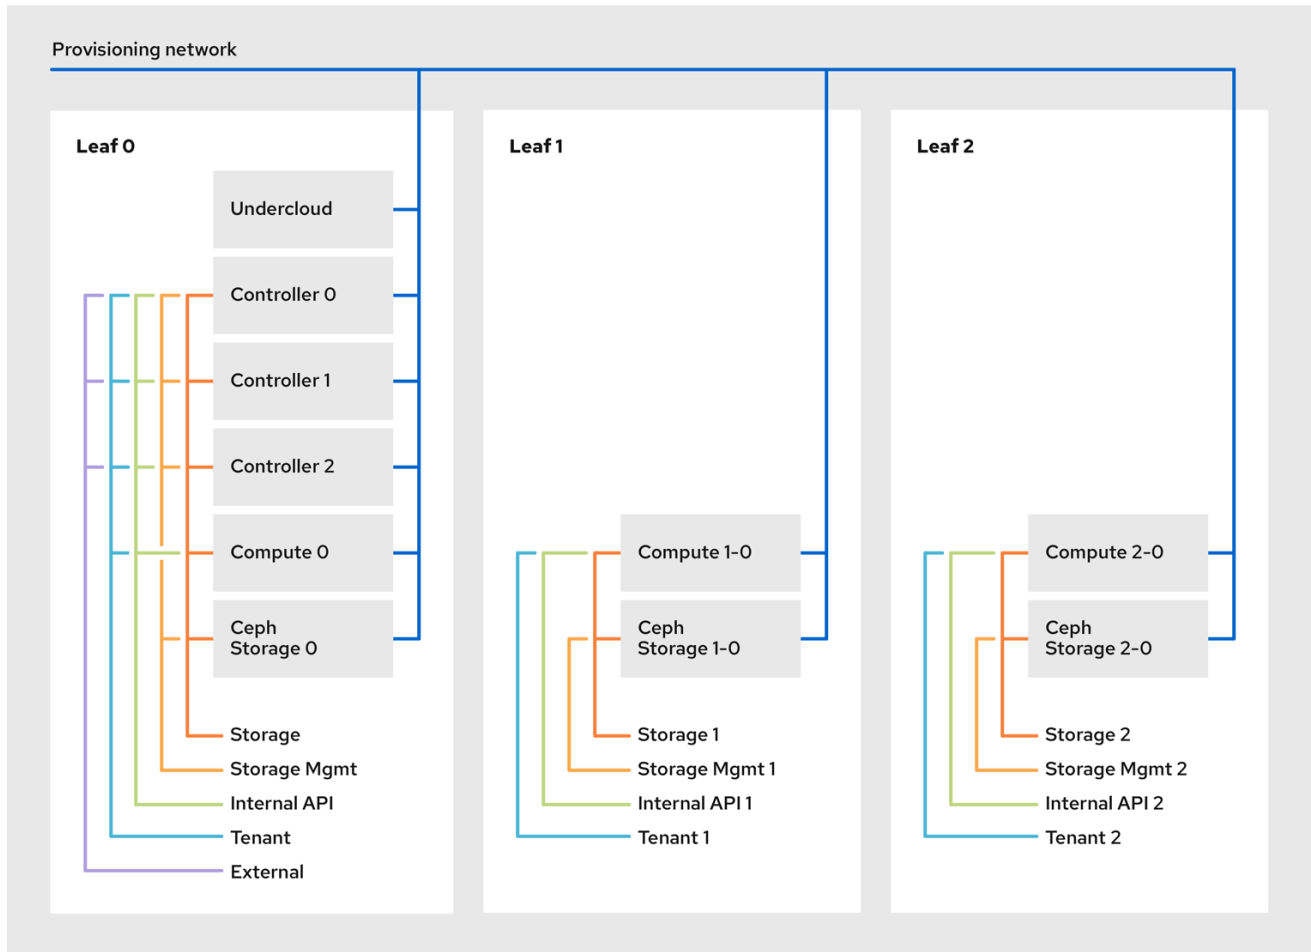 Provisioning network
Leaf 0
Undercloud
Controller 0
Controller 1
Controller 2
Compute 0
Ceph
Storage 0
Storage
Storage Mgmt
Internal API
Tenant
External
Leaf 1
Compute 1-0
Ceph
Storage 1-0
Storage 1
Storage Mgmt 1
Internal API 1
Tenant 1
Leaf 2
Compute 2-0
Ceph
Storage 2-0
Storage 2
Storage Mgmt 2
Internal API 2
Tenant 2